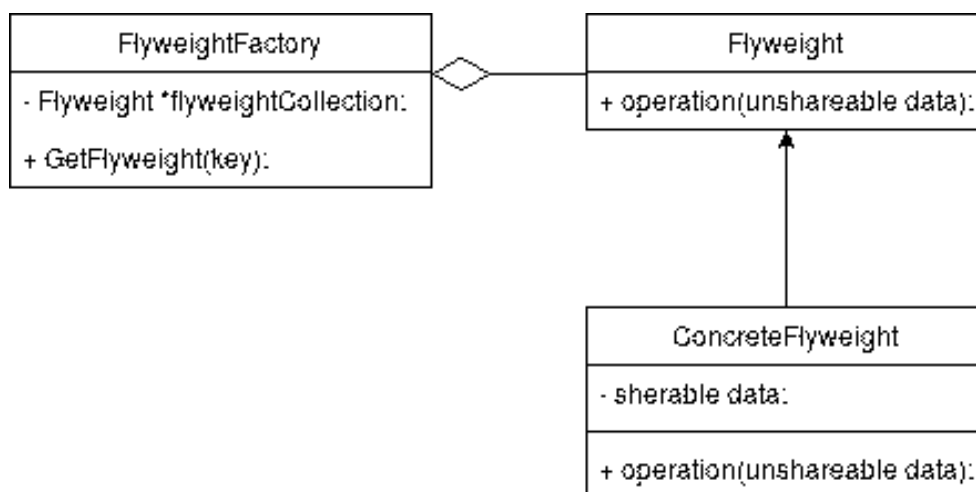 FlyweightFactory
- Flyweight *flyweightCollection:
+ GetFlyweight(key):
Flyweight
+ operation(unshareable data):
ConcreteFlyweight
- sherable data:
+ operation(unshareable data):